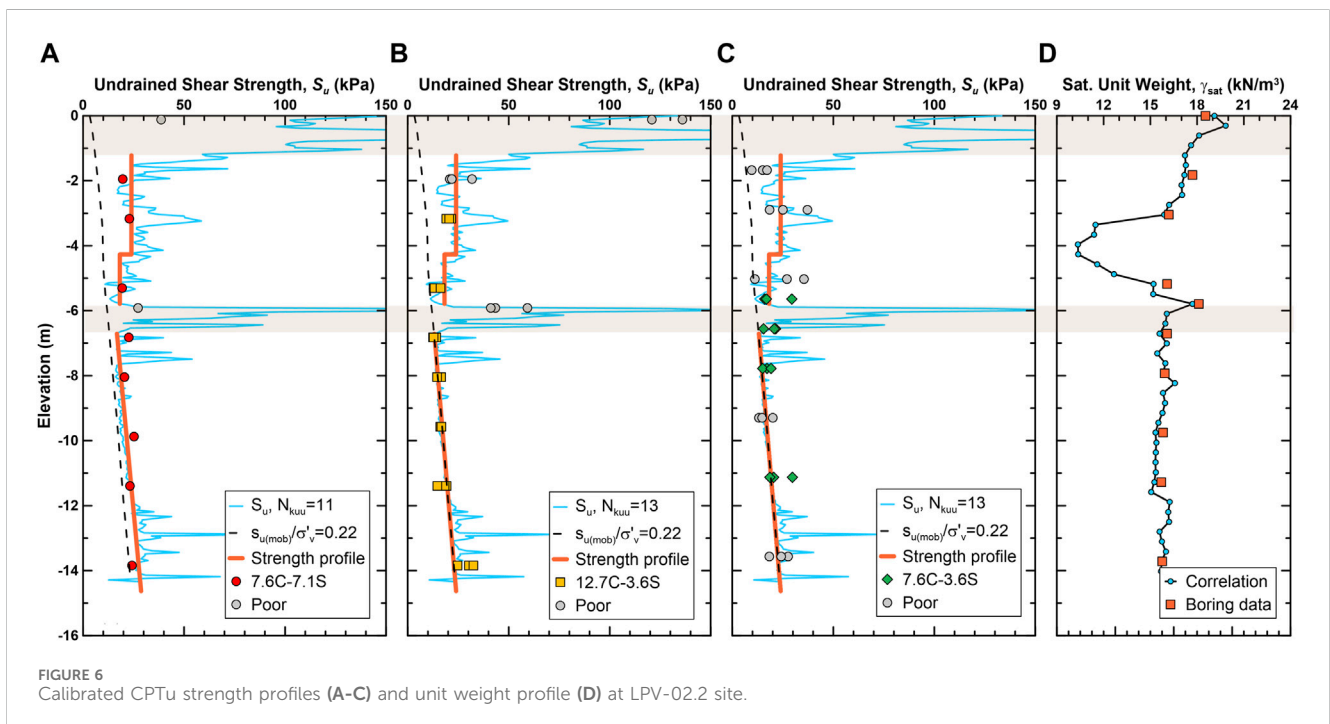 A
B
C
D
Undrained Shear Strength, Su (kPa)
Undrained Shear Strength, Su (kPa)
Undrained Shear Strength, Su (kPa)
Sat. Unit Weight, γsat (kN/m³)
0 50 100 150
0 50 100 150
0 50 100 150
9 12 15 18 21 24
Elevation (m)
0
-2
-4
-6
-8
-10
-12
-14
-16
Su, Nkuu=11
su(mob)/σ'v=0.22
Strength profile
7.6C-7.1S
Poor
Su, Nkuu=13
su(mob)/σ'v=0.22
Strength profile
12.7C-3.6S
Poor
Su, Nkuu=13
su(mob)/σ'v=0.22
Strength profile
7.6C-3.6S
Poor
Correlation
Boring data
FIGURE 6
Calibrated CPTu strength profiles (A-C) and unit weight profile (D) at LPV-02.2 site.